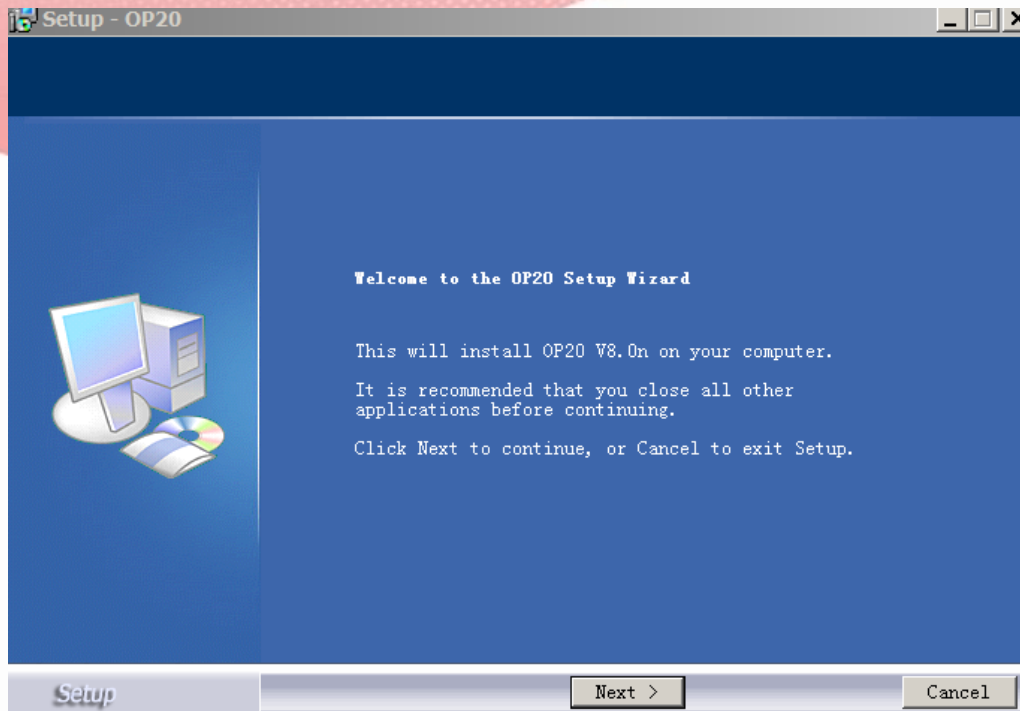 Setup - OP20
Welcome to the OP20 Setup Wizard
This will install OP20 V8.0n on your computer.
It is recommended that you close all other
applications before continuing.
Click Next to continue, or Cancel to exit Setup.
Setup
Next >
Cancel